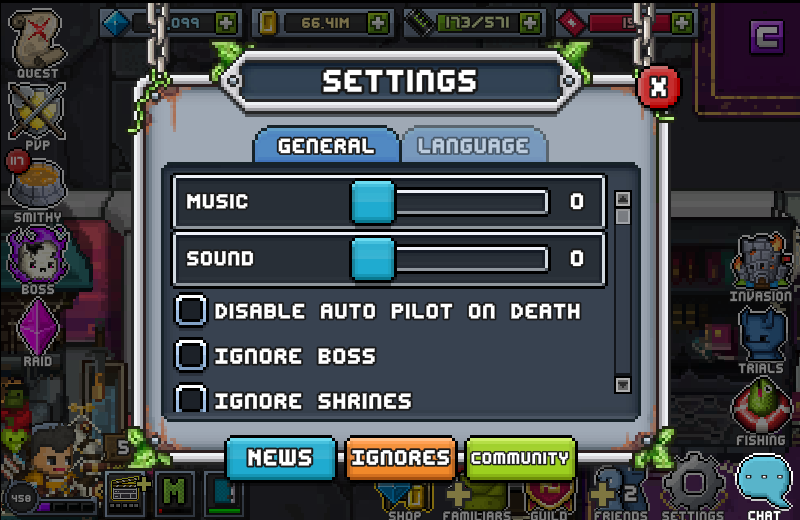 ,099
66.41M
173/571
QUEST
C
SETTINGS
X
PVP
GENERAL
LANGUAGE
117
SMITHY
MUSIC
0
SOUND
0
BOSS
INVASION
DISABLE AUTO PILOT ON DEATH
RAID
IGNORE BOSS
TRIALS
IGNORE SHRINES
FISHING
5
NEWS
IGNORES
COMMUNITY
458
M
2
SHOP
FAMILIARS
GUILD
FRIENDS
SETTINGS
CHAT